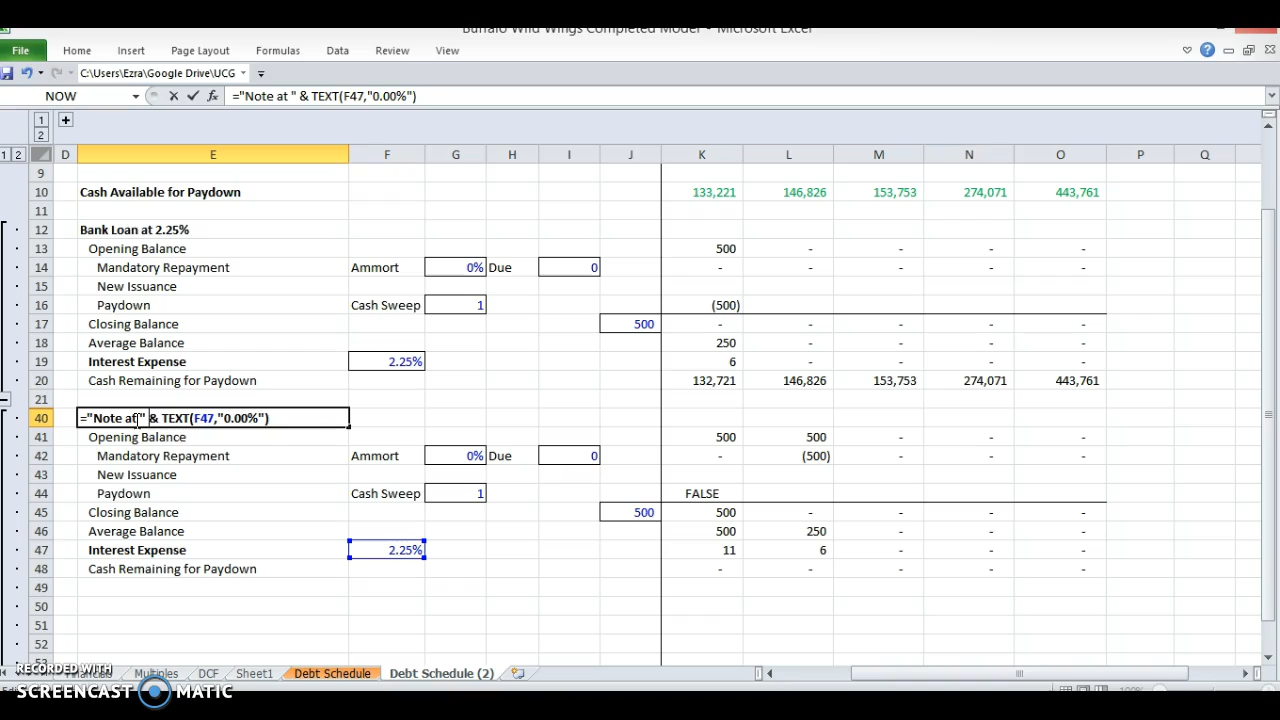 Buffalo Wild Wings Completed Model - Microsoft Excel
File Home Insert Page Layout Formulas Data Review View
C:\Users\Ezra\Google Drive\UCG
NOW fx ="Note at " & TEXT(F47,"0.00%")
1
2
1 2 D E F G H I J K L M N O P Q
9
10 Cash Available for Paydown 133,221 146,826 153,753 274,071 443,761
11
12 Bank Loan at 2.25%
13 Opening Balance 500 - - - -
14 Mandatory Repayment Ammort 0% Due 0 - - - - -
15 New Issuance
16 Paydown Cash Sweep 1 (500)
17 Closing Balance 500 - - - - -
18 Average Balance 250 - - - -
19 Interest Expense 2.25% 6 - - - -
20 Cash Remaining for Paydown 132,721 146,826 153,753 274,071 443,761
21
40 ="Note at " & TEXT(F47,"0.00%")
41 Opening Balance 500 500 - - -
42 Mandatory Repayment Ammort 0% Due 0 - (500) - - -
43 New Issuance
44 Paydown Cash Sweep 1 FALSE
45 Closing Balance 500 500 - - - -
46 Average Balance 500 250 - - -
47 Interest Expense 2.25% 11 6 - - -
48 Cash Remaining for Paydown - - - - -
49
50
51
52
53
Financials Multiples DCF Sheet1 Debt Schedule Debt Schedule (2)
RECORDED WITH
SCREENCAST MATIC
100%